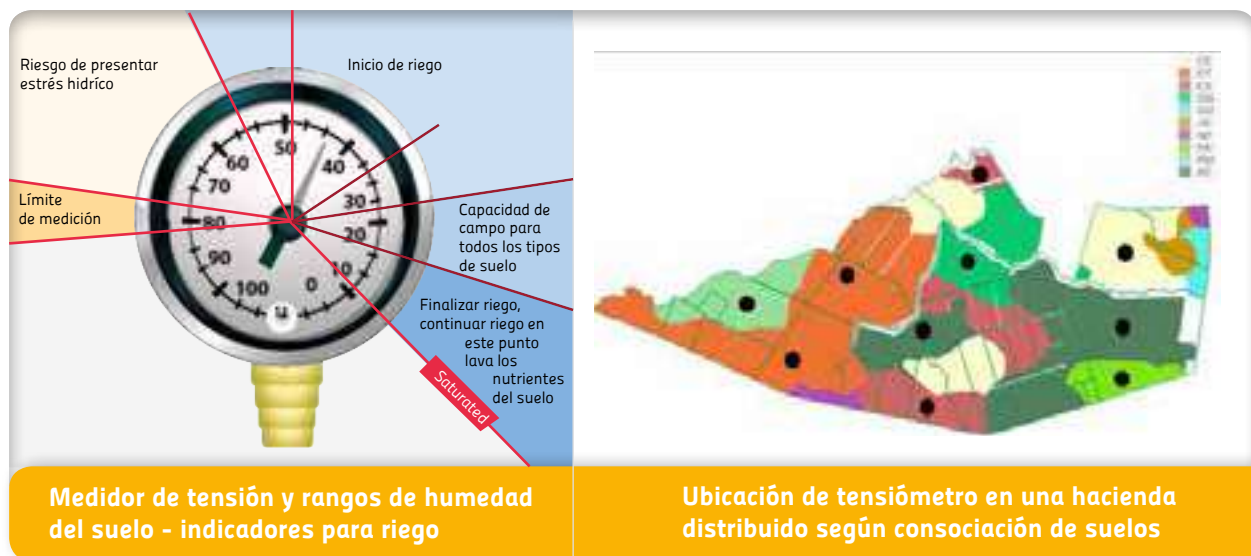 Riesgo de presentar
estrés hidríco
Inicio de riego
Límite
de medición
Capacidad de
campo para
todos los tipos
de suelo
Finalizar riego,
continuar riego en
este punto
lava los
nutrientes
del suelo
Saturated
0
10
20
30
40
50
60
70
80
90
100
Medidor de tensión y rangos de humedad
del suelo - indicadores para riego
Ubicación de tensiómetro en una hacienda
distribuido según consociación de suelos